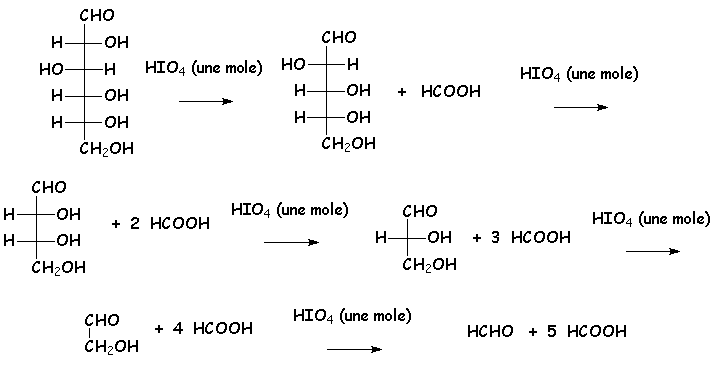 CHO
H OH
HO H
H OH
H OH
CH₂OH
HIO₄ (une mole)
CHO
HO H
H OH
H OH
CH₂OH
+ HCOOH
HIO₄ (une mole)
CHO
H OH
H OH
CH₂OH
+ 2 HCOOH
HIO₄ (une mole)
CHO
H OH
CH₂OH
+ 3 HCOOH
HIO₄ (une mole)
CHO
CH₂OH
+ 4 HCOOH
HIO₄ (une mole)
HCHO + 5 HCOOH